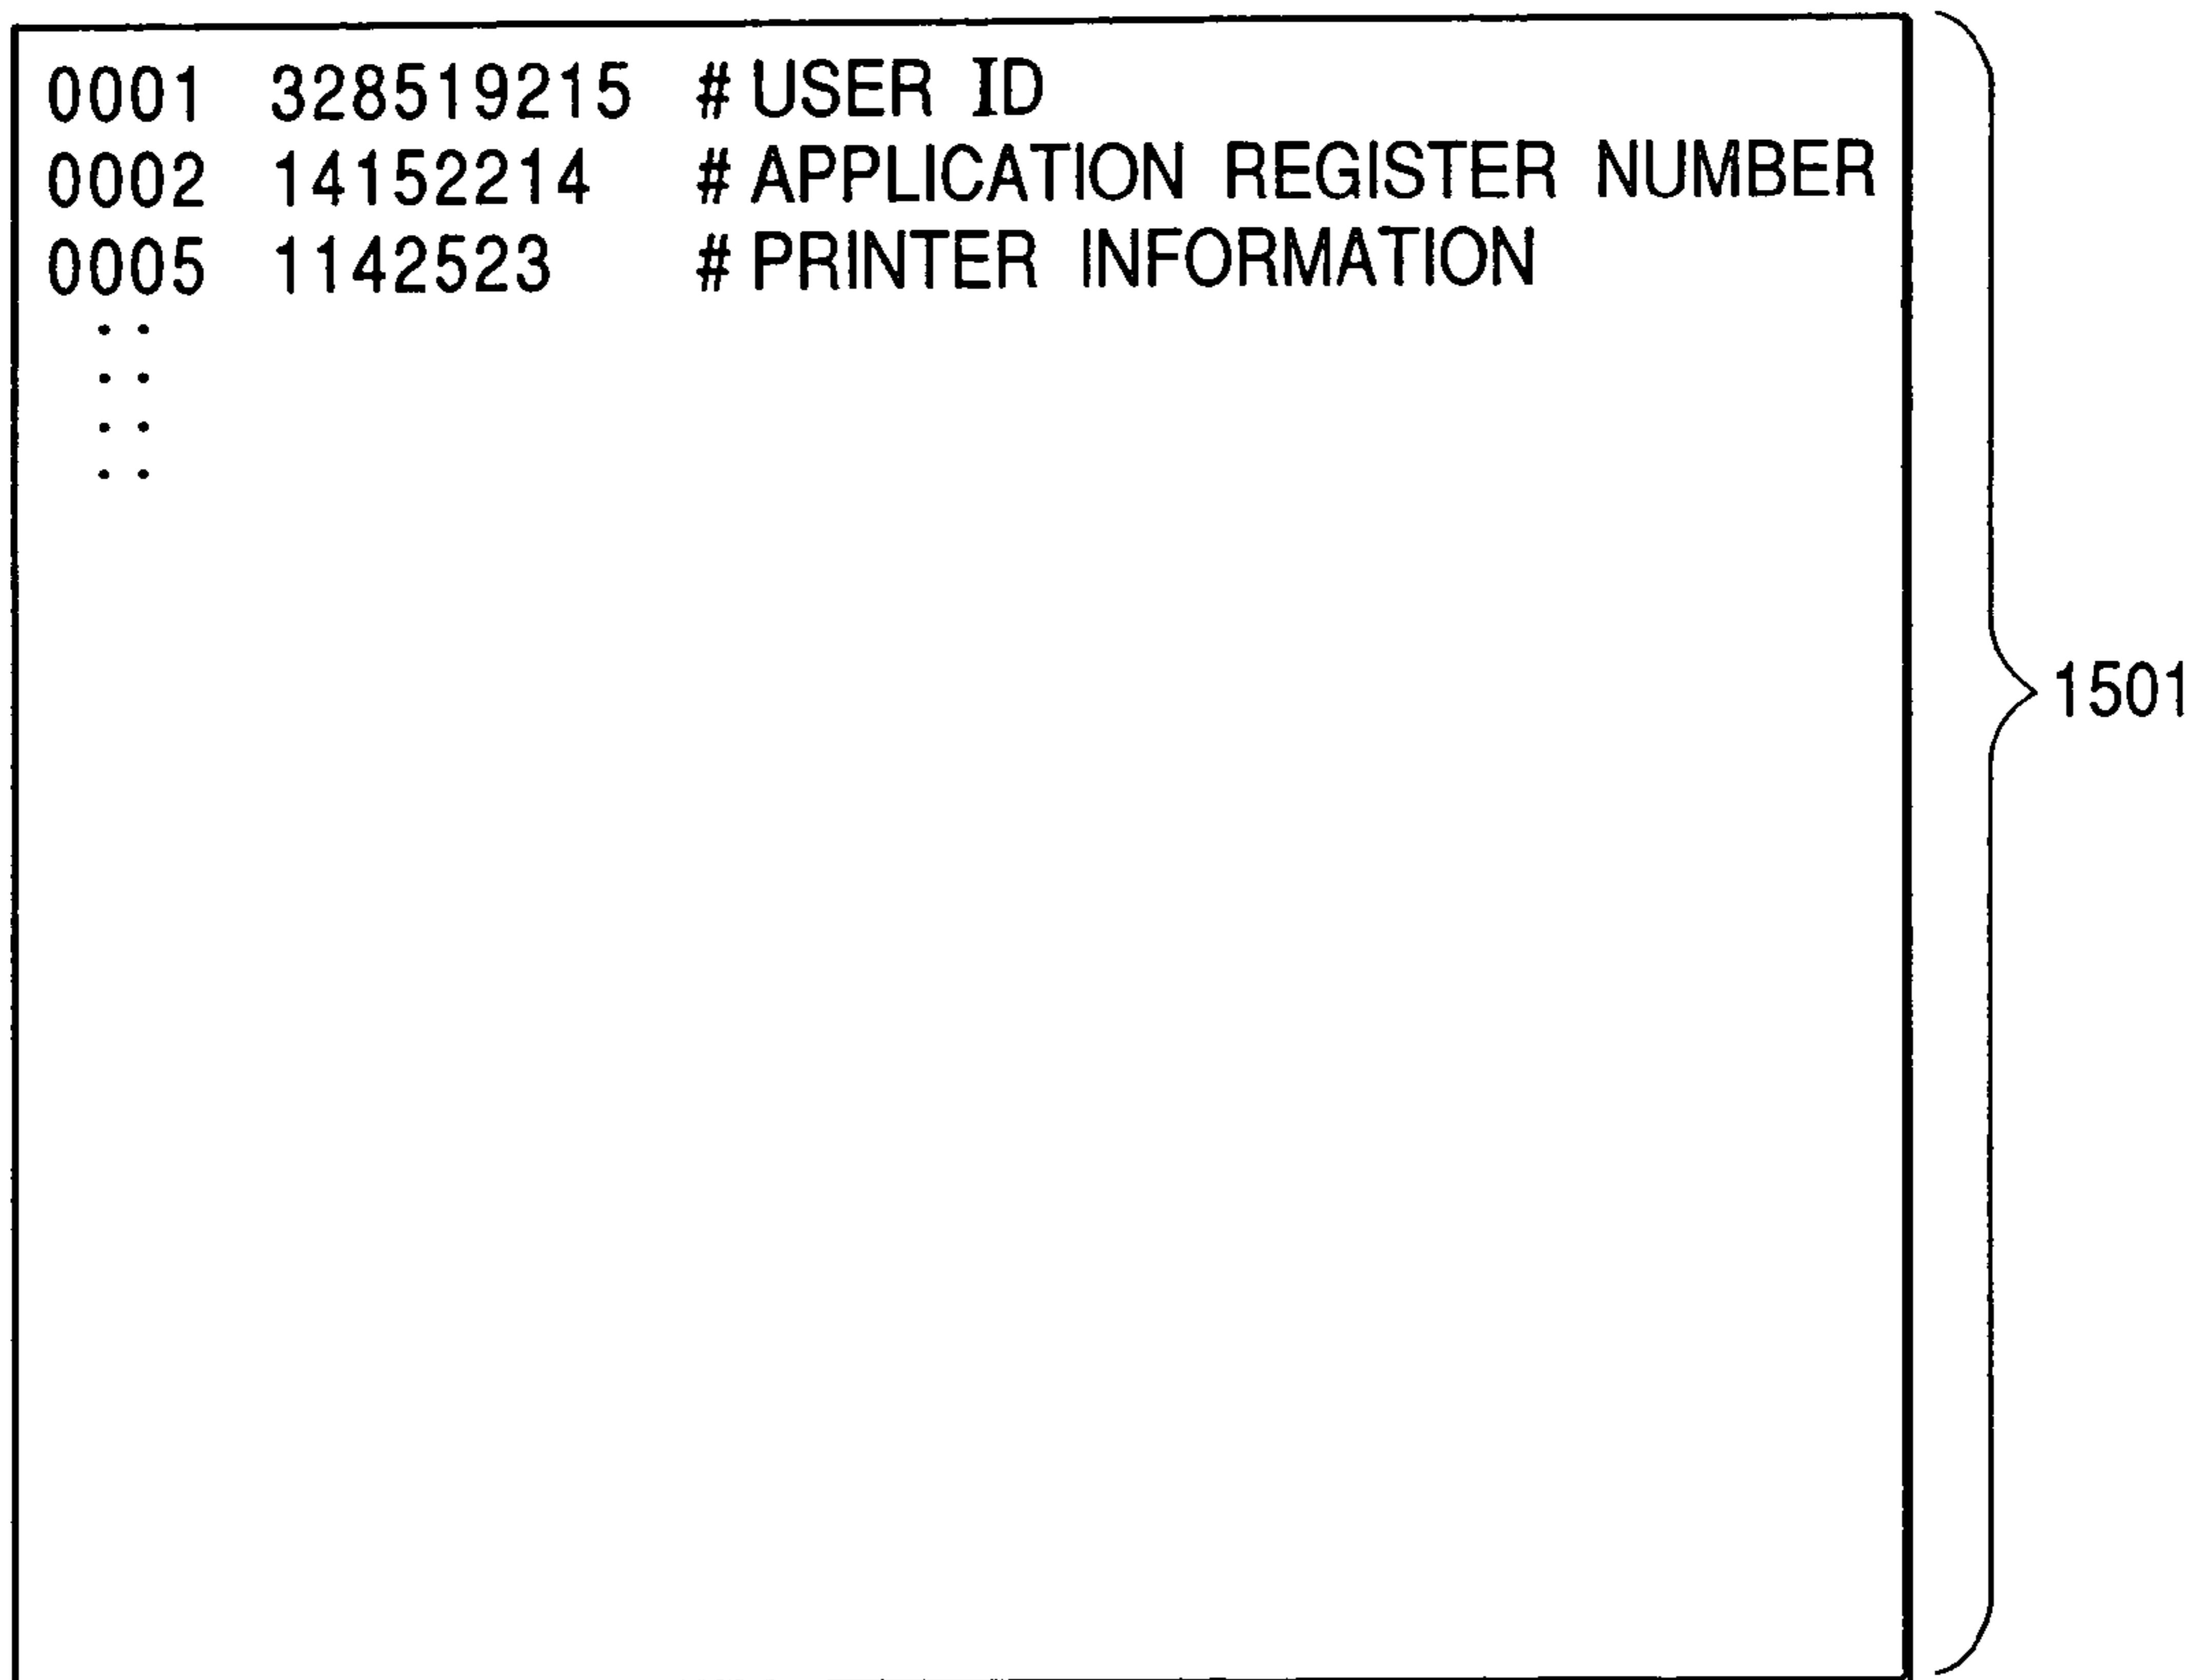 0001 328519215 #USER ID
0002 14152214 #APPLICATION REGISTER NUMBER
0005 1142523 #PRINTER INFORMATION
: :
: :
1501